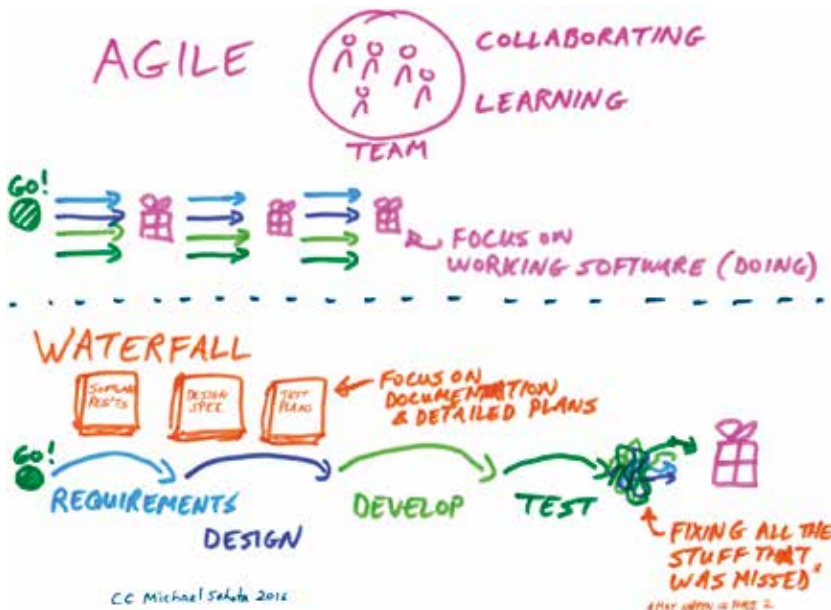 AGILE
COLLABORATING
LEARNING
TEAM
GO!
FOCUS ON
WORKING SOFTWARE (DOING)
WATERFALL
DESIGN
SPEC
TEST
PLANS
FOCUS ON
DOCUMENTATION
& DETAILED PLANS
GO!
REQUIREMENTS
DESIGN
DEVELOP
TEST
FIXING ALL THE
STUFF THAT
WAS MISSED*
CC Michael Sahota 2016